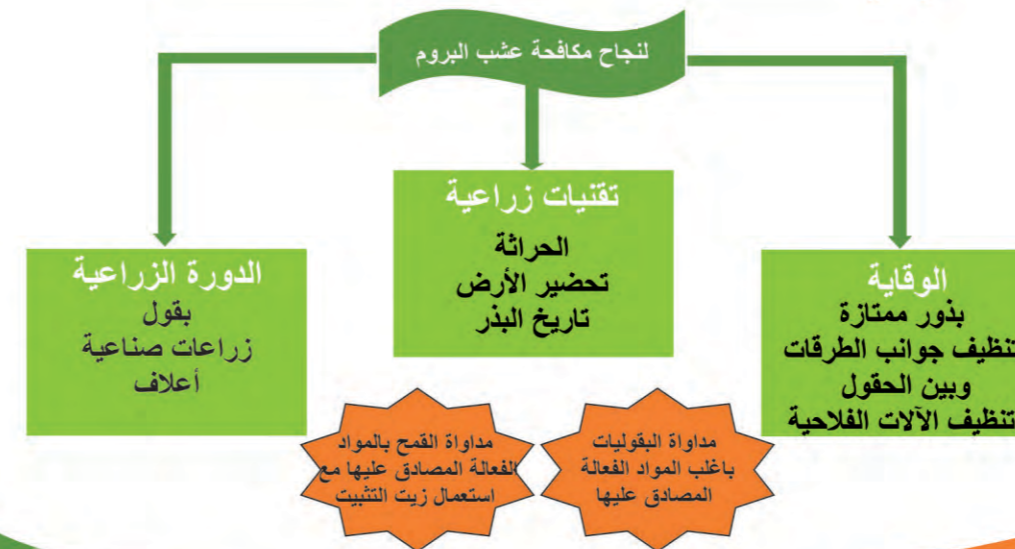 لنجاح مكافحة عشب البروم
الوقاية
بذور ممتازة
تنظيف جوانب الطرقات
وبين الحقول
تنظيف الآلات الفلاحية
تقنيات زراعية
الحراثة
تحضير الأرض
تاريخ البذر
الدورة الزراعية
بقول
زراعات صناعية
أعلاف
مداواة البقوليات
باغلب المواد الفعالة
المصادق عليها
مداواة القمح بالمواد
الفعالة المصادق عليها مع
استعمال زيت التثبيت